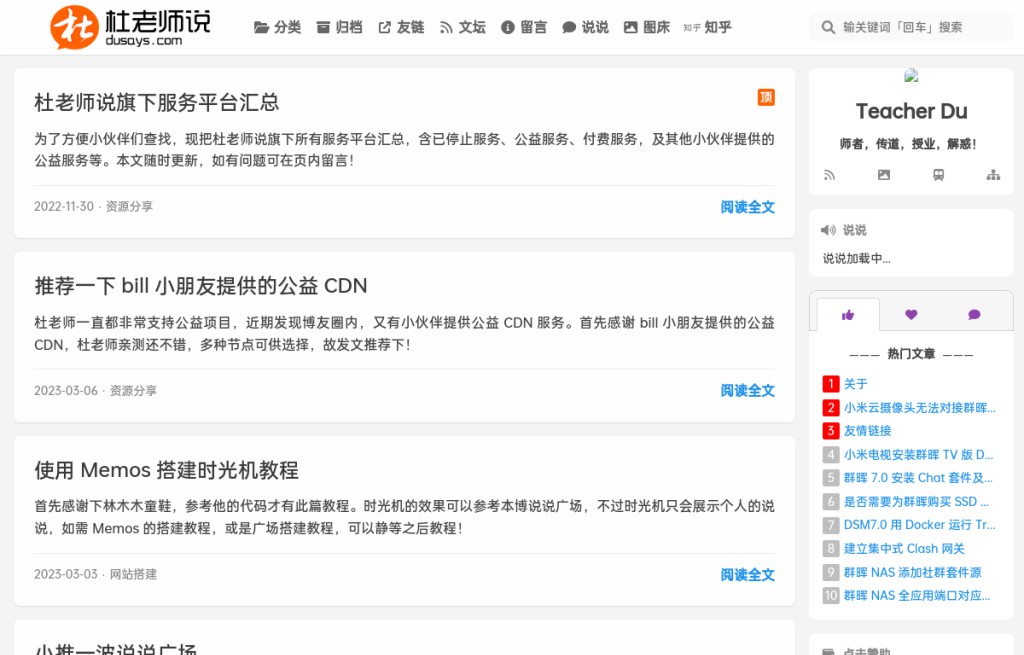 杜老师说
dusays.com
分类 归档 友链 文坛 留言 说说 图床 知乎 知乎
输关键词「回车」搜索
杜老师说旗下服务平台汇总
顶
为了方便小伙伴们查找，现把杜老师说旗下所有服务平台汇总，含已停止服务、公益服务、付费服务，及其他小伙伴提供的
公益服务等。本文随时更新，如有问题可在页内留言！
2022-11-30 · 资源分享
阅读全文
推荐一下 bill 小朋友提供的公益 CDN
杜老师一直都非常支持公益项目，近期发现博友圈内，又有小伙伴提供公益 CDN 服务。首先感谢 bill 小朋友提供的公益
CDN，杜老师亲测还不错，多种节点可供选择，故发文推荐下！
2023-03-06 · 资源分享
阅读全文
使用 Memos 搭建时光机教程
首先感谢下林木木童鞋，参考他的代码才有此篇教程。时光机的效果可以参考本博说说广场，不过时光机只会展示个人的说
说，如需 Memos 的搭建教程，或是广场搭建教程，可以静等之后教程！
2023-03-03 · 网站搭建
阅读全文
小推一波说说广场
Teacher Du
师者，传道，授业，解惑！
说说
说说加载中...
——— 热门文章 ———
1 关于
2 小米云摄像头无法对接群晖...
3 友情链接
4 小米电视安装群晖 TV 版 D...
5 群晖 7.0 安装 Chat 套件及...
6 是否需要为群晖购买 SSD ...
7 DSM7.0 用 Docker 运行 Tr...
8 建立集中式 Clash 网关
9 群晖 NAS 添加社群套件源
10 群晖 NAS 全应用端口对应...
点击赞助